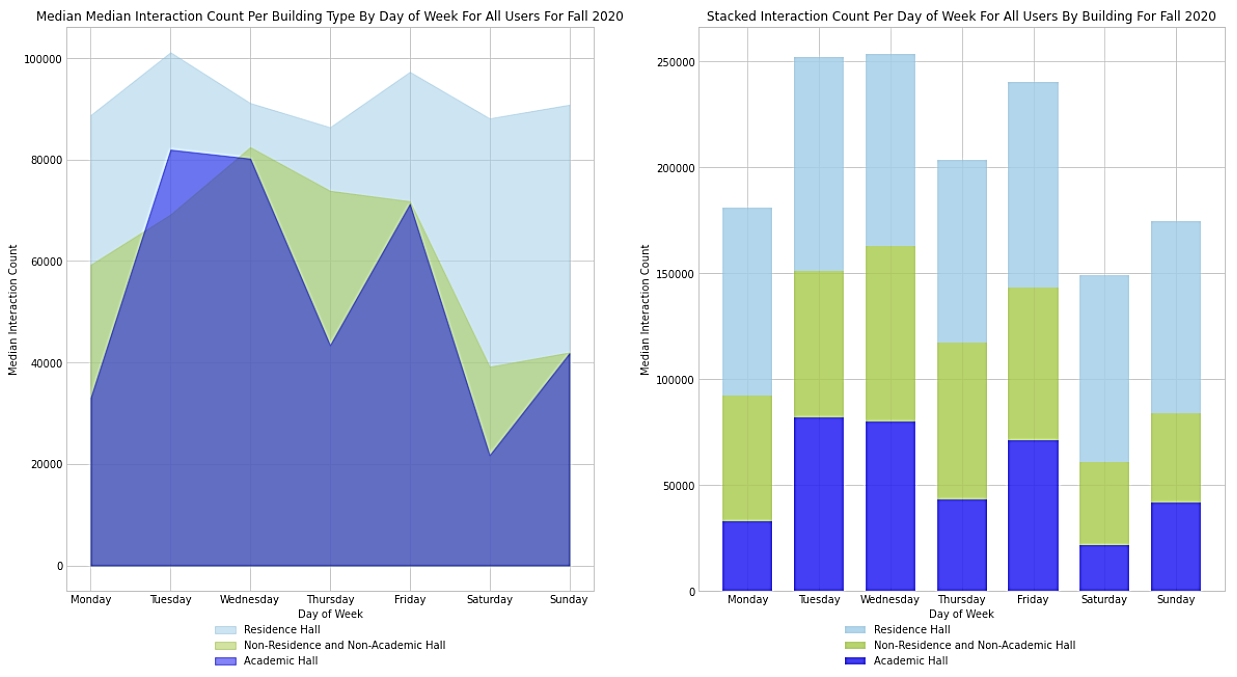 Median Median Interaction Count Per Building Type By Day of Week For All Users For Fall 2020
100000
80000
60000
40000
20000
0
Median Interaction Count
Monday Tuesday Wednesday Thursday Friday Saturday Sunday
Day of Week
Residence Hall
Non-Residence and Non-Academic Hall
Academic Hall
Stacked Interaction Count Per Day of Week For All Users By Building For Fall 2020
250000
200000
150000
100000
50000
0
Median Interaction Count
Monday Tuesday Wednesday Thursday Friday Saturday Sunday
Day of Week
Residence Hall
Non-Residence and Non-Academic Hall
Academic Hall